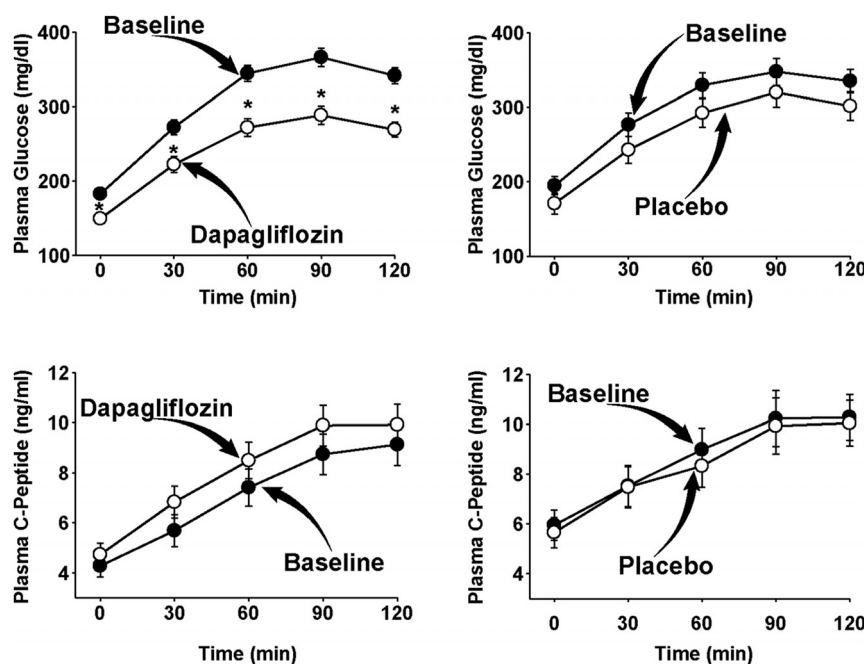 Plasma Glucose (mg/dl)
400
300
200
100
Baseline
*
*
*
*
*
Dapagliflozin
0 30 60 90 120
Time (min)
Plasma Glucose (mg/dl)
400
300
200
100
Baseline
Placebo
0 30 60 90 120
Time (min)
Plasma C-Peptide (ng/ml)
12
10
8
6
4
Dapagliflozin
Baseline
0 30 60 90 120
Time (min)
Plasma C-Peptide (ng/ml)
12
10
8
6
4
Baseline
Placebo
0 30 60 90 120
Time (min)